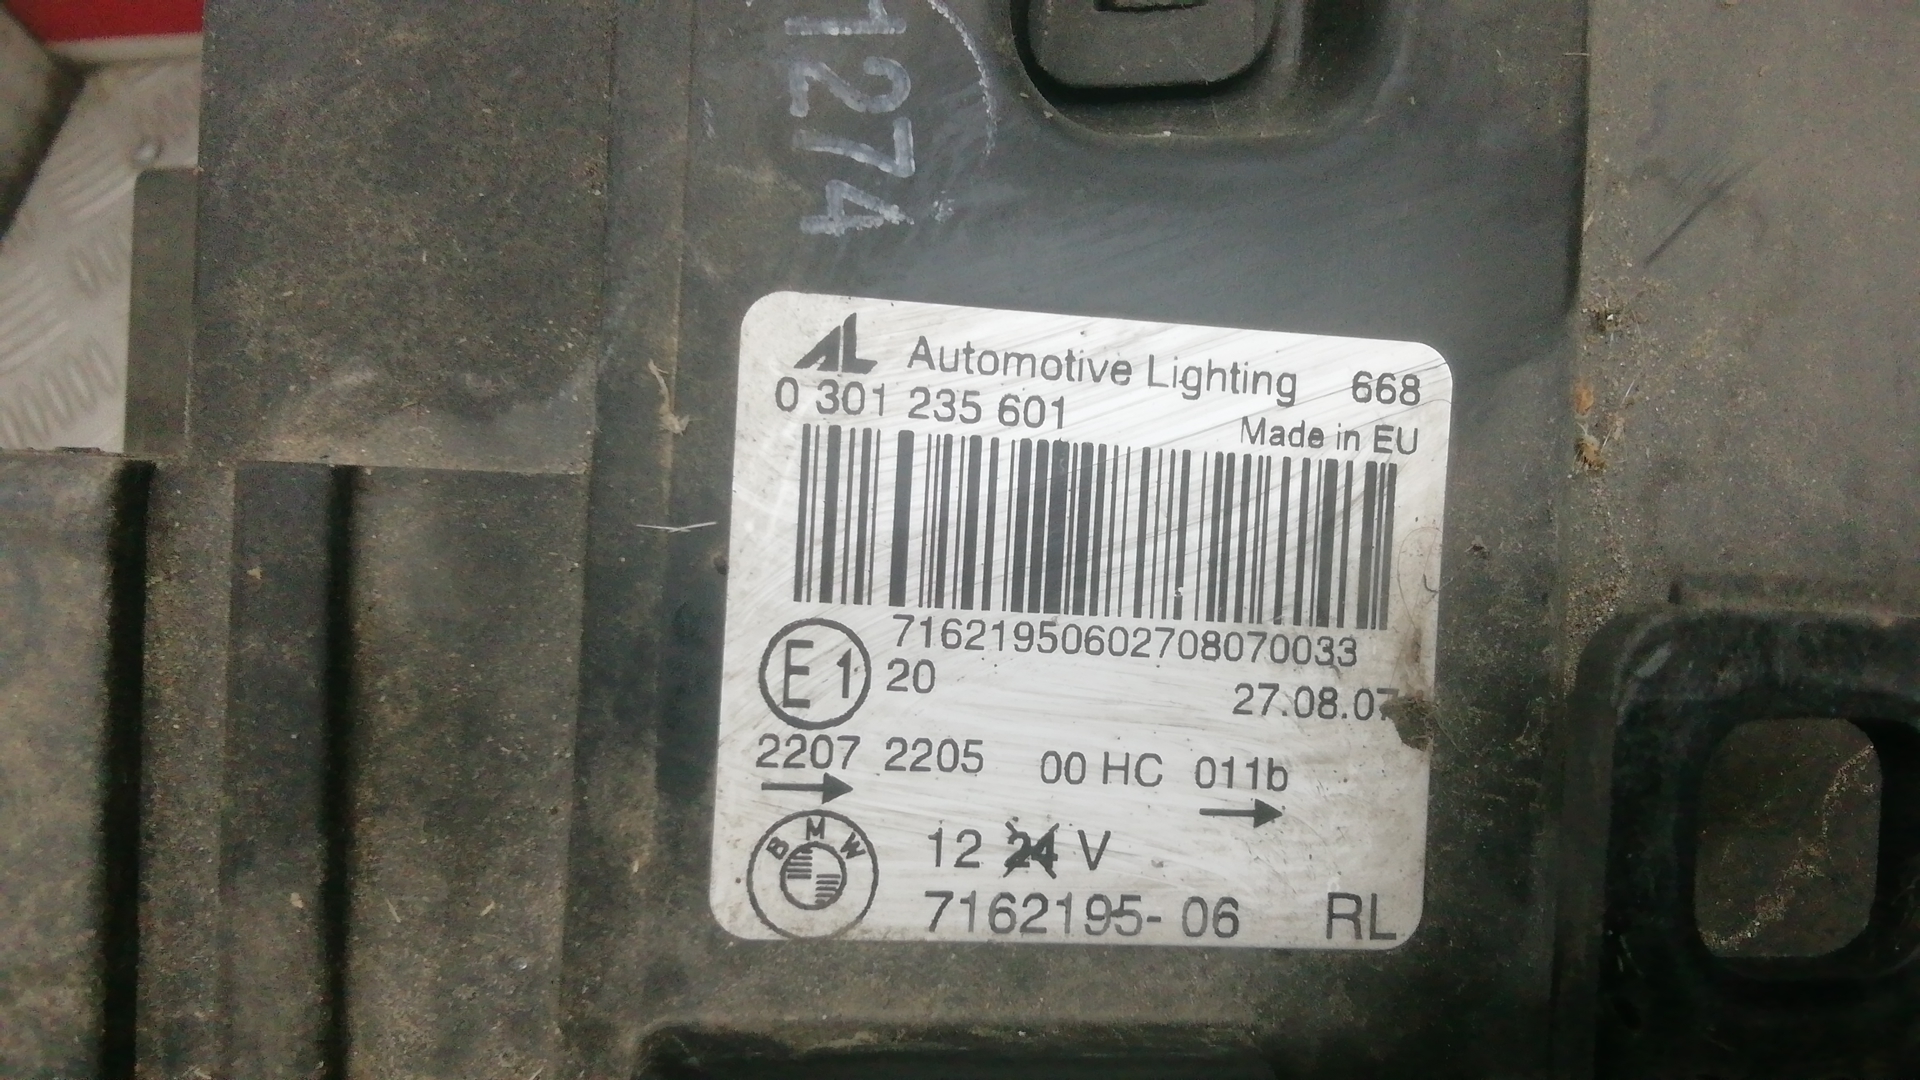 1274
AL Automotive Lighting 668
0 301 235 601
Made in EU
71621950602708070033
E1 20
27.08.07
2207 2205 00 HC 011b
BMW
12 24 V
7162195-06 RL